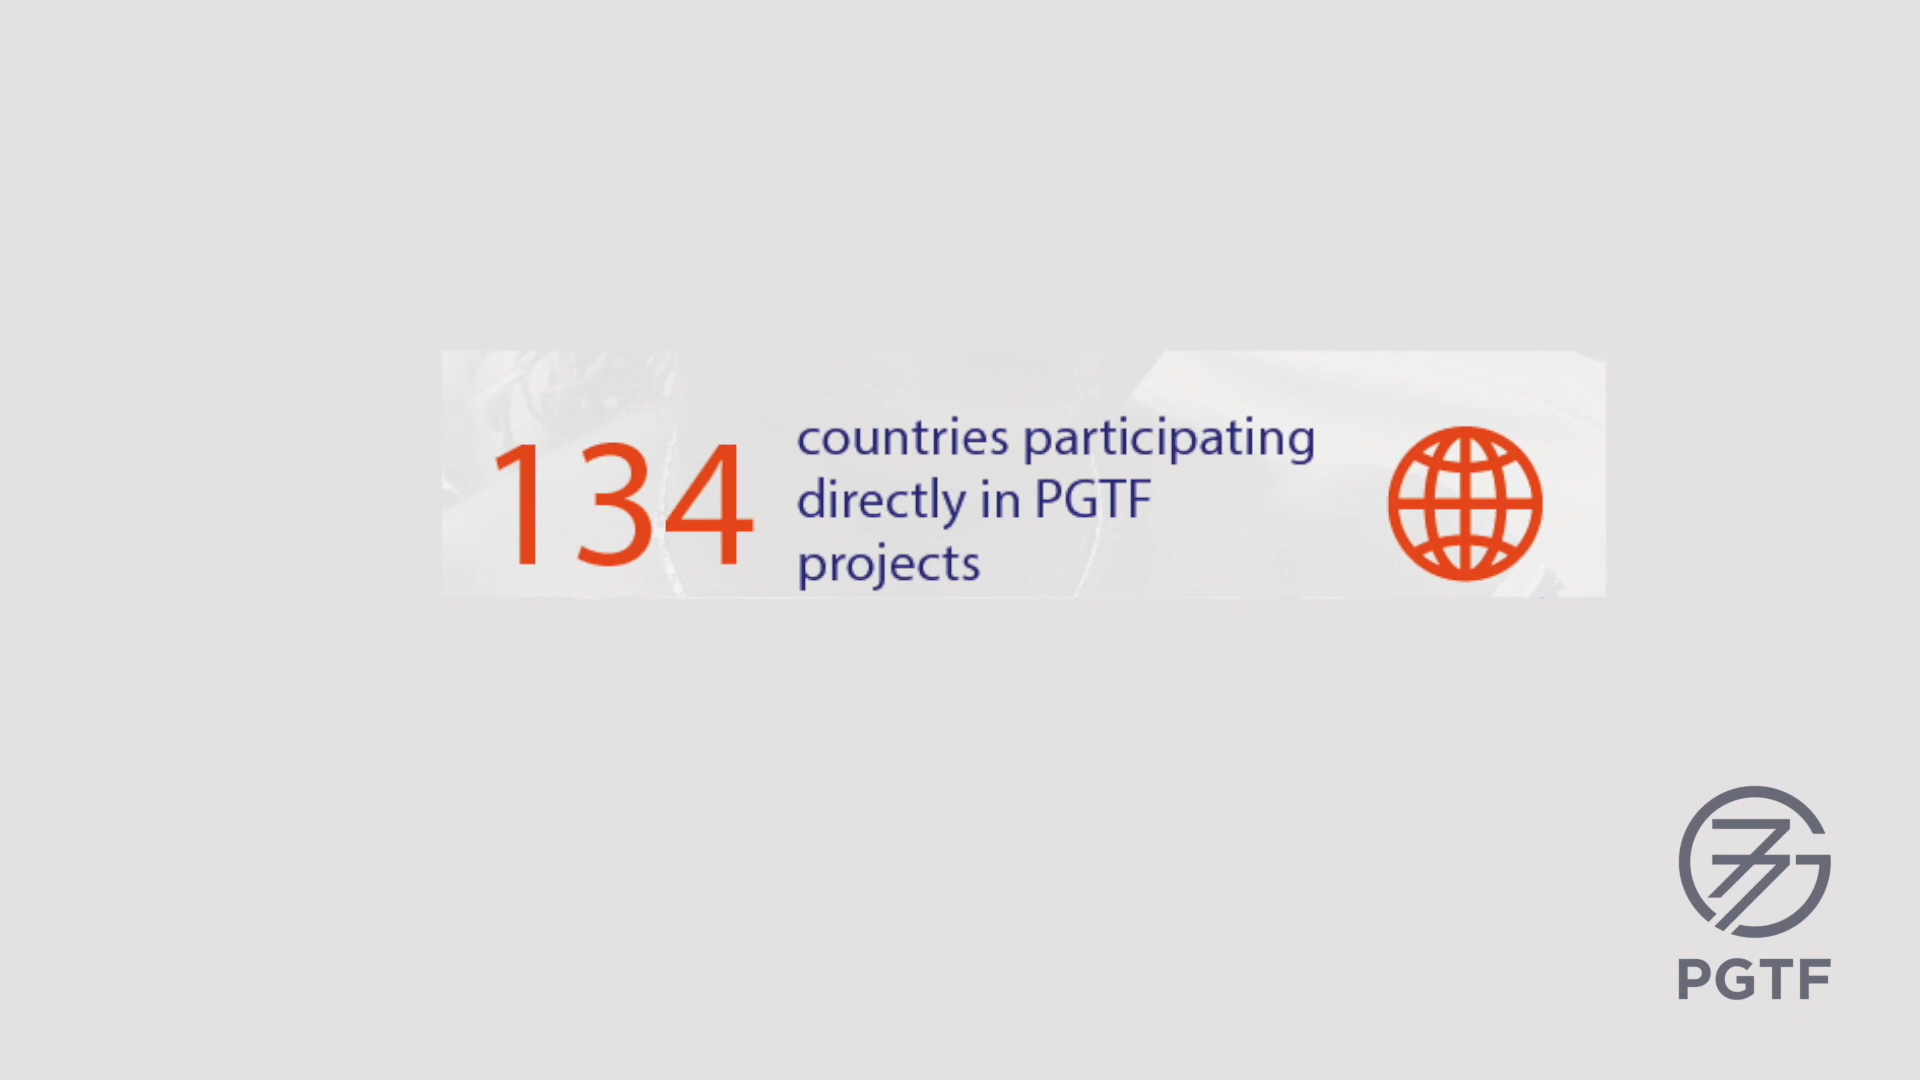 134
countries participating
directly in PGTF
projects
PGTF